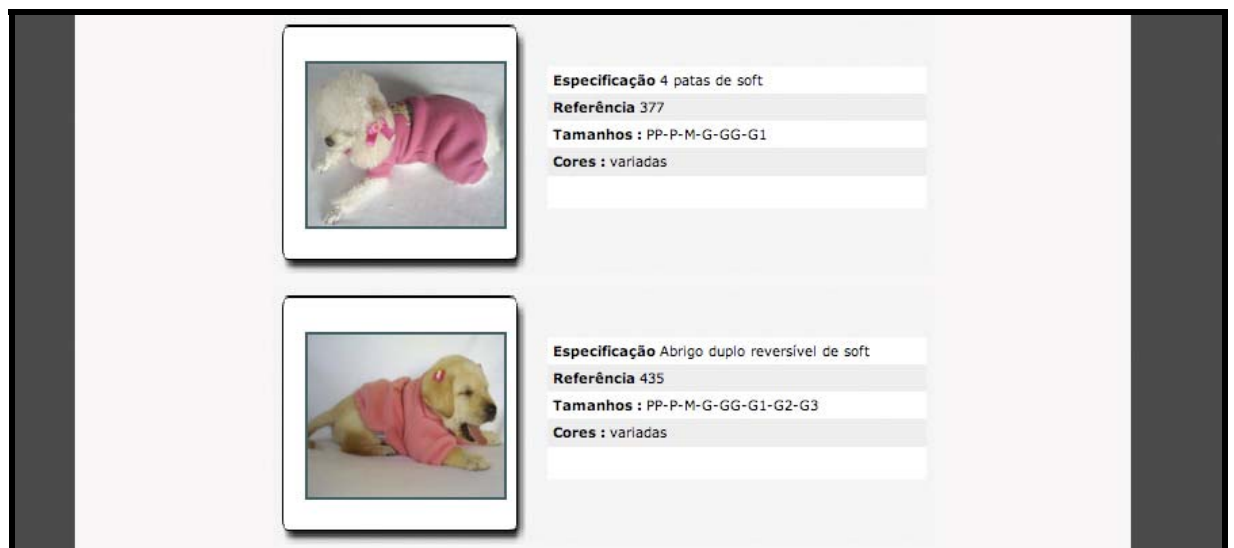 Especificação 4 patas de soft
Referência 377
Tamanhos : PP-P-M-G-GG-G1
Cores : variadas
Especificação Abrigo duplo reversível de soft
Referência 435
Tamanhos : PP-P-M-G-GG-G1-G2-G3
Cores : variadas